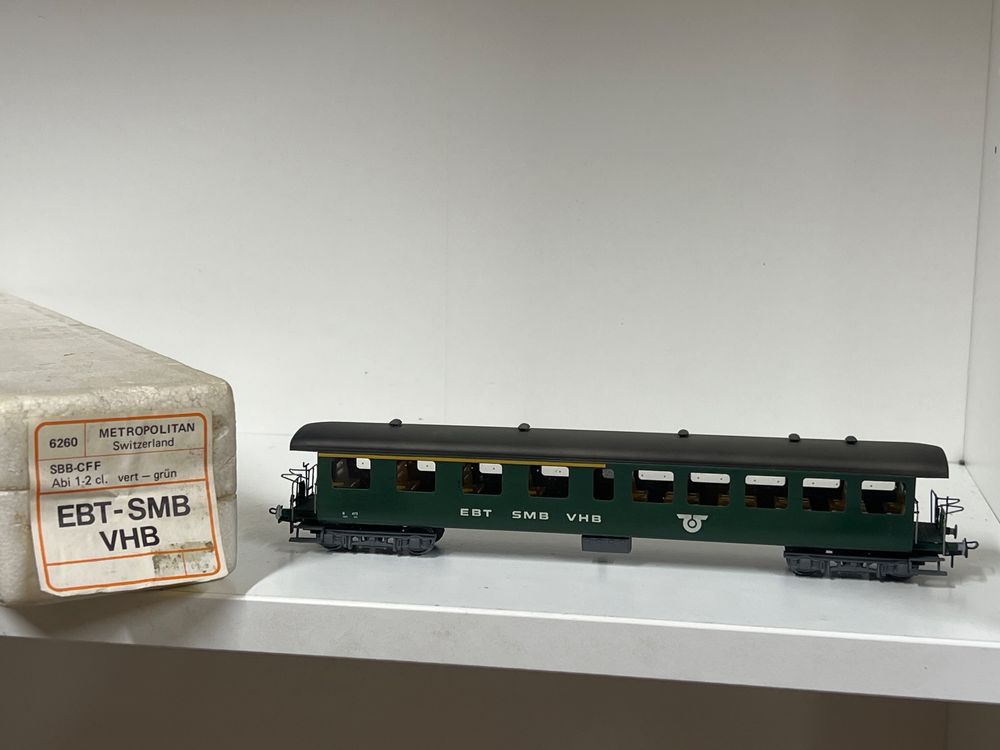 6260
METROPOLITAN
Switzerland
SBB-CFF
Abi 1-2 cl. vert – grün
EBT-SMB
VHB
EBT SMB VHB